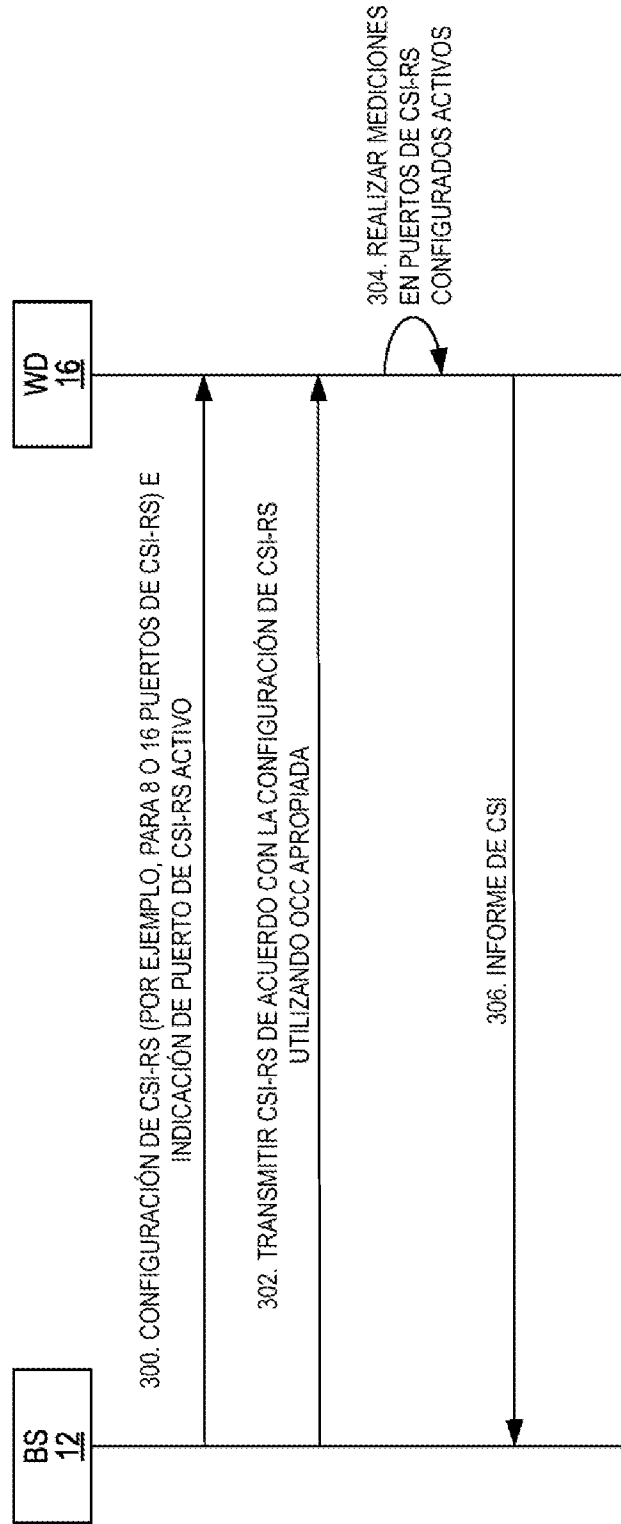 BS
12
WD
16
300. CONFIGURACIÓN DE CSI-RS (POR EJEMPLO, PARA 8 O 16 PUERTOS DE CSI-RS) E
INDICACIÓN DE PUERTO DE CSI-RS ACTIVO
302. TRANSMITIR CSI-RS DE ACUERDO CON LA CONFIGURACIÓN DE CSI-RS
UTILIZANDO OCC APROPIADA
304. REALIZAR MEDICIONES
EN PUERTOS DE CSI-RS
CONFIGURADOS ACTIVOS
306. INFORME DE CSI